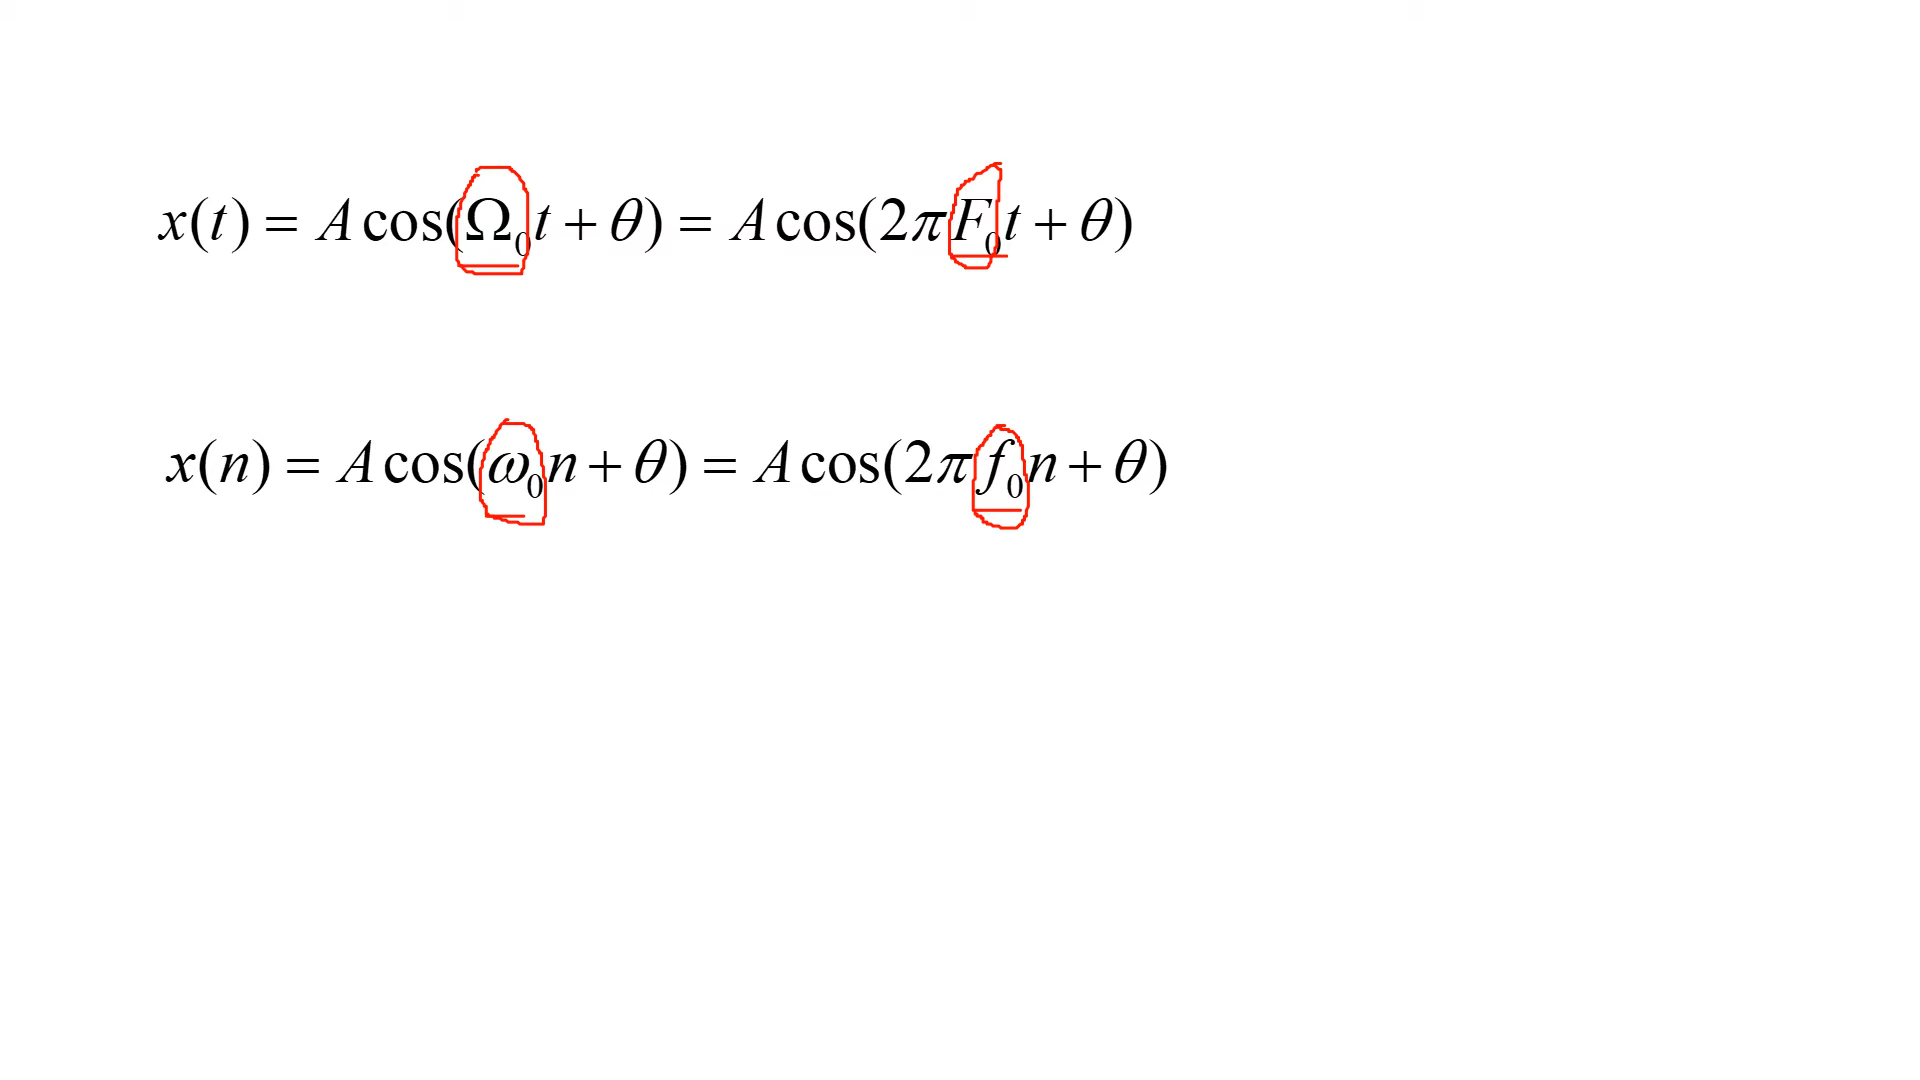 x(t) = A cos(Ω₀t + θ) = A cos(2πF₀t + θ)
x(n) = A cos(ω₀n + θ) = A cos(2πf₀n + θ)